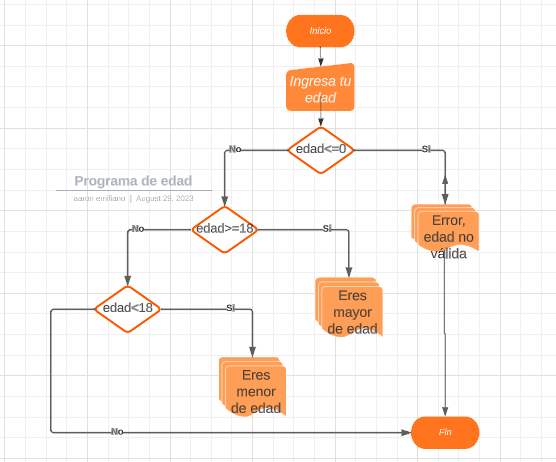 Inicio
Ingresa tu
edad
edad<=0
No
Si
Programa de edad
aaron emiliano | August 29, 2023
Error,
edad no
válida
edad>=18
No
Si
Eres
mayor
de edad
edad<18
Si
Eres
menor
de edad
No
Fin